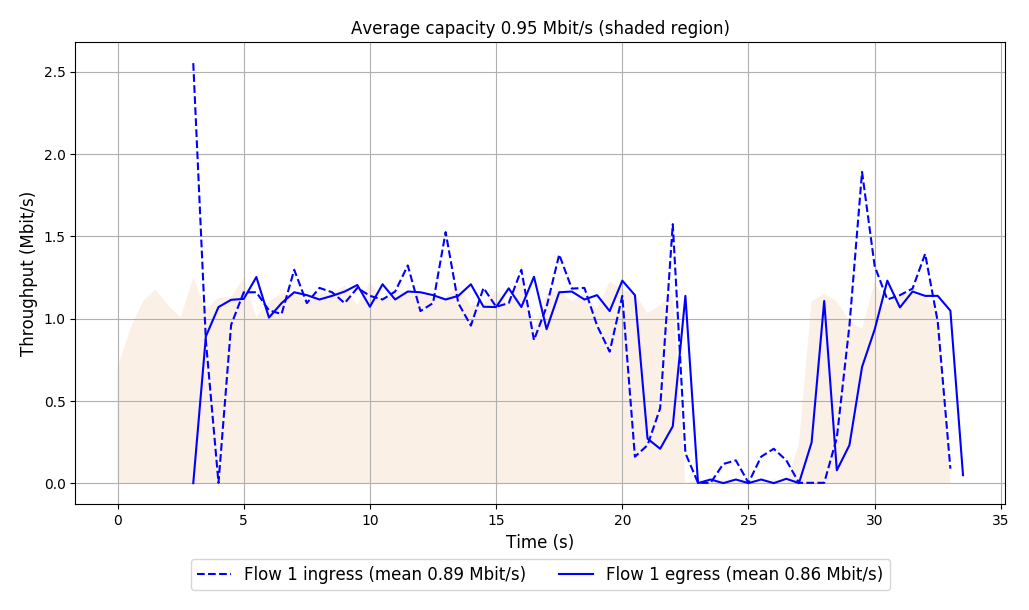 Average capacity 0.95 Mbit/s (shaded region)
Throughput (Mbit/s)
2.5
2.0
1.5
1.0
0.5
0.0
0 5 10 15 20 25 30 35
Time (s)
Flow 1 ingress (mean 0.89 Mbit/s) Flow 1 egress (mean 0.86 Mbit/s)